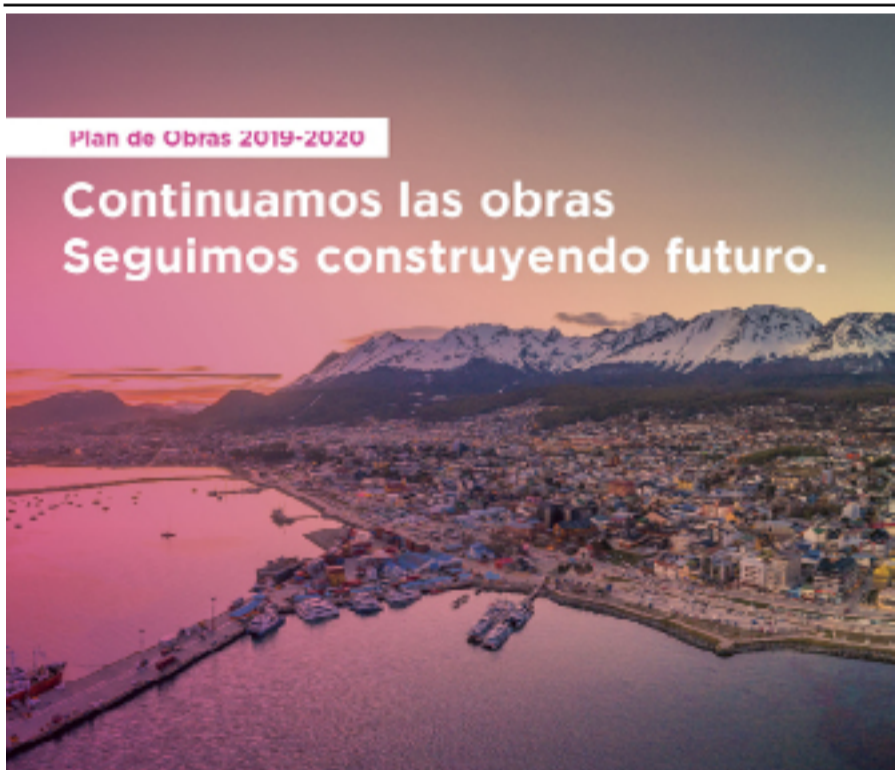 Plan de Obras 2019-2020
Continuamos las obras
Seguimos construyendo futuro.